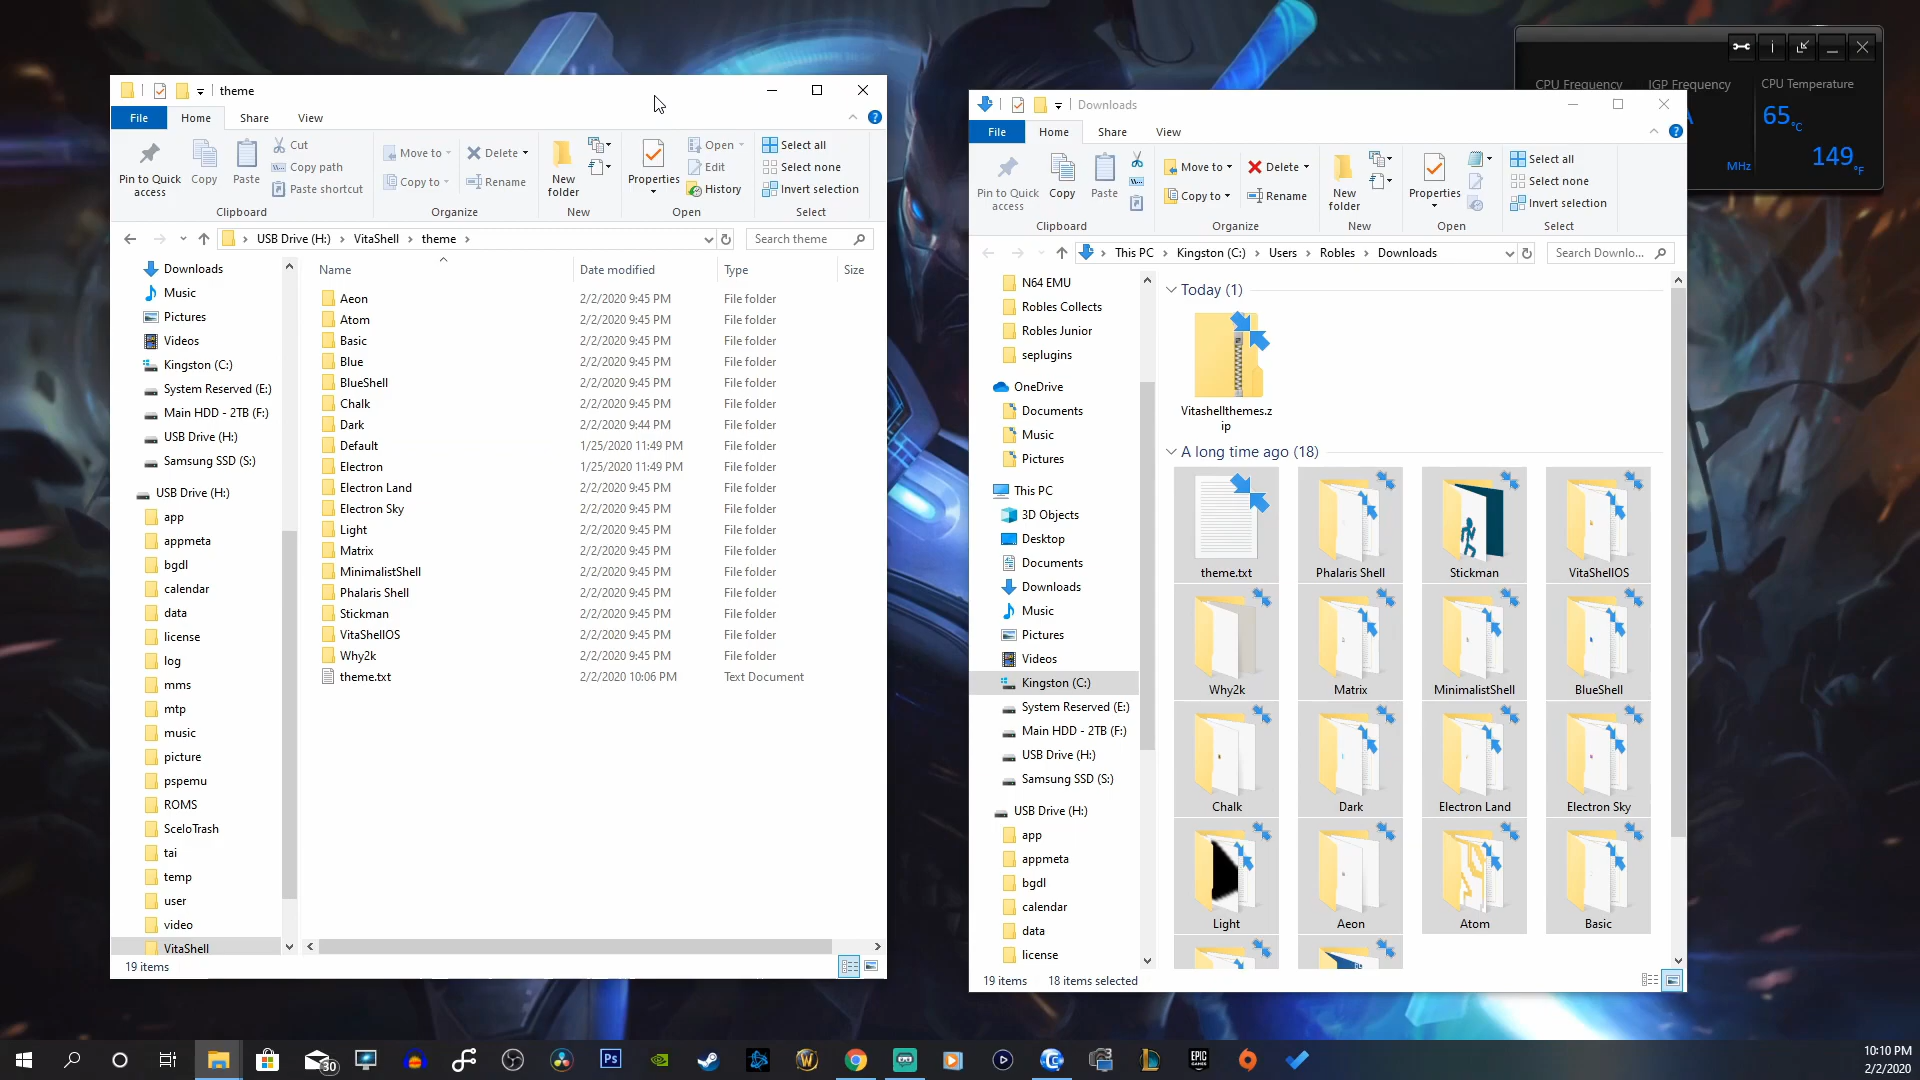 theme
File
Home
Share
View
Pin to Quick access
Copy
Paste
Cut
Copy path
Paste shortcut
Clipboard
Move to
Copy to
Delete
Rename
Organize
New folder
New
Properties
Open
Edit
History
Open
Select all
Select none
Invert selection
Select
USB Drive (H:) > VitaShell > theme >
Search theme
Downloads
Music
Pictures
Videos
Kingston (C:)
System Reserved (E:)
Main HDD - 2TB (F:)
USB Drive (H:)
Samsung SSD (S:)
USB Drive (H:)
app
appmeta
bgdl
calendar
data
license
log
mms
mtp
music
picture
pspemu
ROMS
SceloTrash
tai
temp
user
video
VitaShell
Name Date modified Type Size
Aeon 2/2/2020 9:45 PM File folder
Atom 2/2/2020 9:45 PM File folder
Basic 2/2/2020 9:45 PM File folder
Blue 2/2/2020 9:45 PM File folder
BlueShell 2/2/2020 9:45 PM File folder
Chalk 2/2/2020 9:45 PM File folder
Dark 2/2/2020 9:44 PM File folder
Default 1/25/2020 11:49 PM File folder
Electron 1/25/2020 11:49 PM File folder
Electron Land 2/2/2020 9:45 PM File folder
Electron Sky 2/2/2020 9:45 PM File folder
Light 2/2/2020 9:45 PM File folder
Matrix 2/2/2020 9:45 PM File folder
MinimalistShell 2/2/2020 9:45 PM File folder
Phalaris Shell 2/2/2020 9:45 PM File folder
Stickman 2/2/2020 9:45 PM File folder
VitaShellOS 2/2/2020 9:45 PM File folder
Why2k 2/2/2020 9:45 PM File folder
theme.txt 2/2/2020 10:06 PM Text Document
19 items
Downloads
File
Home
Share
View
Pin to Quick access
Copy
Paste
Clipboard
Move to
Copy to
Delete
Rename
Organize
New folder
New
Properties
Open
Select all
Select none
Invert selection
Select
This PC > Kingston (C:) > Users > Robles > Downloads
Search Downlo...
N64 EMU
Robles Collects
Robles Junior
seplugins
OneDrive
Documents
Music
Pictures
This PC
3D Objects
Desktop
Documents
Downloads
Music
Pictures
Videos
Kingston (C:)
System Reserved (E:)
Main HDD - 2TB (F:)
USB Drive (H:)
Samsung SSD (S:)
USB Drive (H:)
app
appmeta
bgdl
calendar
data
license
Today (1)
Vitashellthemes.z
ip
A long time ago (18)
theme.txt Phalaris Shell Stickman VitaShellOS
Why2k Matrix MinimalistShell BlueShell
Chalk Dark Electron Land Electron Sky
Light Aeon Atom Basic
19 items 18 items selected
CPU Frequency IGP Frequency CPU Temperature
65°C
MHz
149°F
30
Ps
EPIC GAMES
10:10 PM
2/2/2020